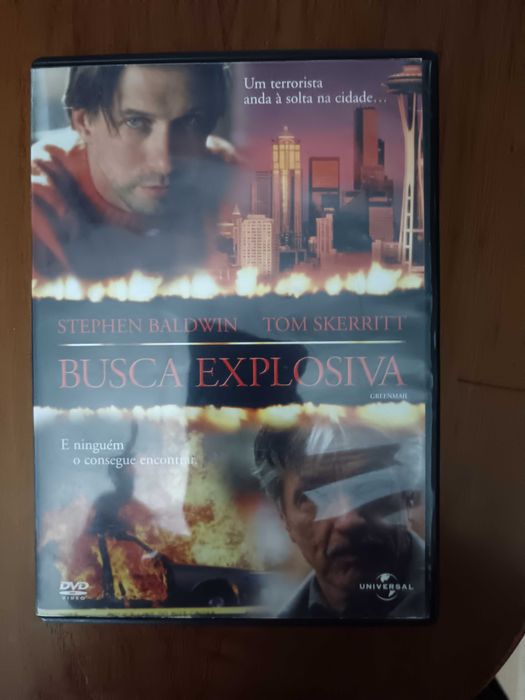 Um terrorista
anda à solta na cidade...
STEPHEN BALDWIN TOM SKERRITT
BUSCA EXPLOSIVA
GREENMAIL
E ninguém
o consegue encontrar.
DVD
VIDEO
UNIVERSAL